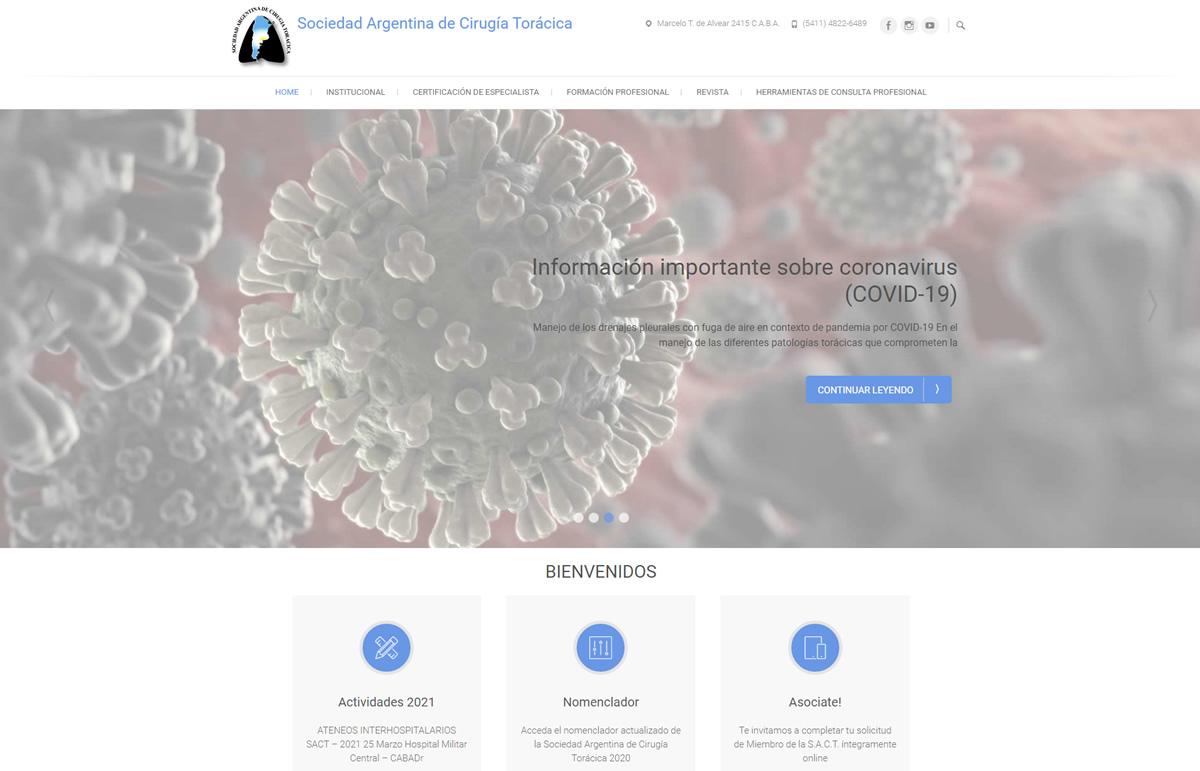 SOCIEDAD ARGENTINA DE CIRUGÍA TORÁCICA
Sociedad Argentina de Cirugía Torácica
Marcelo T. de Alvear 2415 C.A.B.A.
(5411) 4822-6489
HOME
INSTITUCIONAL
CERTIFICACIÓN DE ESPECIALISTA
FORMACIÓN PROFESIONAL
REVISTA
HERRAMIENTAS DE CONSULTA PROFESIONAL
Información importante sobre coronavirus
(COVID-19)
Manejo de los drenajes pleurales con fuga de aire en contexto de pandemia por COVID-19 En el
manejo de las diferentes patologías torácicas que comprometen la
CONTINUAR LEYENDO
BIENVENIDOS
Actividades 2021
ATENEOS INTERHOSPITALARIOS
SACT – 2021 25 Marzo Hospital Militar
Central – CABADr
Nomenclador
Acceda el nomenclador actualizado de
la Sociedad Argentina de Cirugía
Torácica 2020
Asociate!
Te invitamos a completar tu solicitud
de Miembro de la S.A.C.T. íntegramente
online